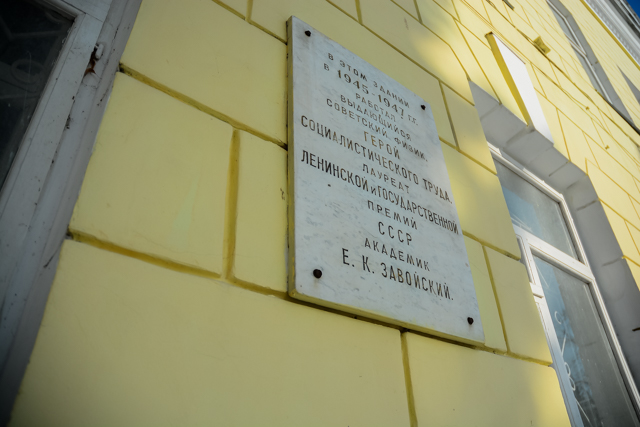 В ЭТОМ ЗДАНИИ
В 1945-1947 ГГ.
РАБОТАЛ
ВЫДАЮЩИЙСЯ
СОВЕТСКИЙ ФИЗИК
ГЕРОЙ
СОЦИАЛИСТИЧЕСКОГО ТРУДА,
ЛАУРЕАТ
ЛЕНИНСКОЙ И ГОСУДАРСТВЕННОЙ
ПРЕМИЙ
СССР
АКАДЕМИК
Е. К. ЗАВОЙСКИЙ.